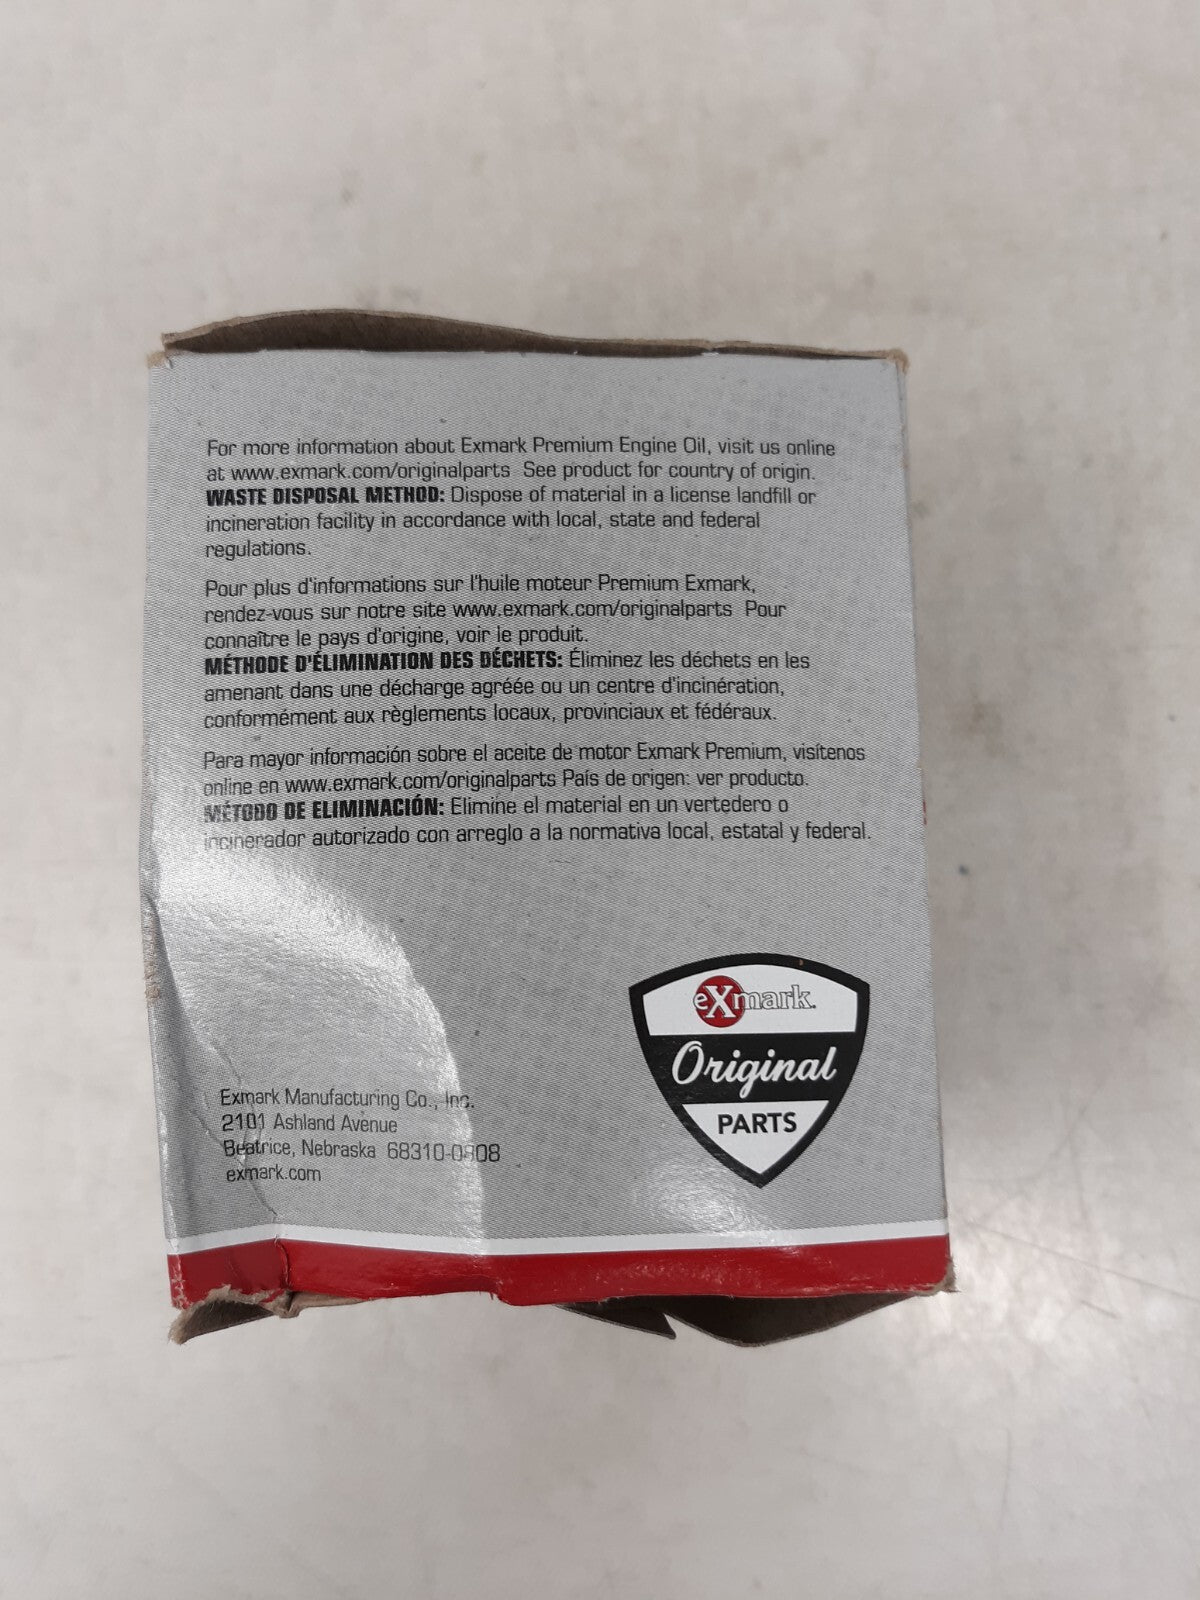 For more information about Exmark Premium Engine Oil, visit us online
at www.exmark.com/originalparts See product for country of origin.
WASTE DISPOSAL METHOD: Dispose of material in a license landfill or
incineration facility in accordance with local, state and federal
regulations.
Pour plus d'informations sur l'huile moteur Premium Exmark,
rendez-vous sur notre site www.exmark.com/originalparts Pour
connaître le pays d'origine, voir le produit.
MÉTHODE D'ÉLIMINATION DES DÉCHETS: Éliminez les déchets en les
amenant dans une décharge agréée ou un centre d'incinération,
conformément aux règlements locaux, provinciaux et fédéraux.
Para mayor información sobre el aceite de motor Exmark Premium, visítenos
online en www.exmark.com/originalparts País de origen: ver producto.
MÉTODO DE ELIMINACIÓN: Elimine el material en un vertedero o
incinerador autorizado con arreglo a la normativa local, estatal y federal.
eXmark.
Original
PARTS
Exmark Manufacturing Co., Inc.
2101 Ashland Avenue
Beatrice, Nebraska 68310-0808
exmark.com